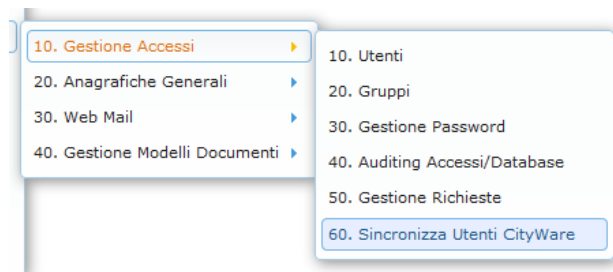 10. Gestione Accessi
20. Anagrafiche Generali
30. Web Mail
40. Gestione Modelli Documenti
10. Utenti
20. Gruppi
30. Gestione Password
40. Auditing Accessi/Database
50. Gestione Richieste
60. Sincronizza Utenti CityWare